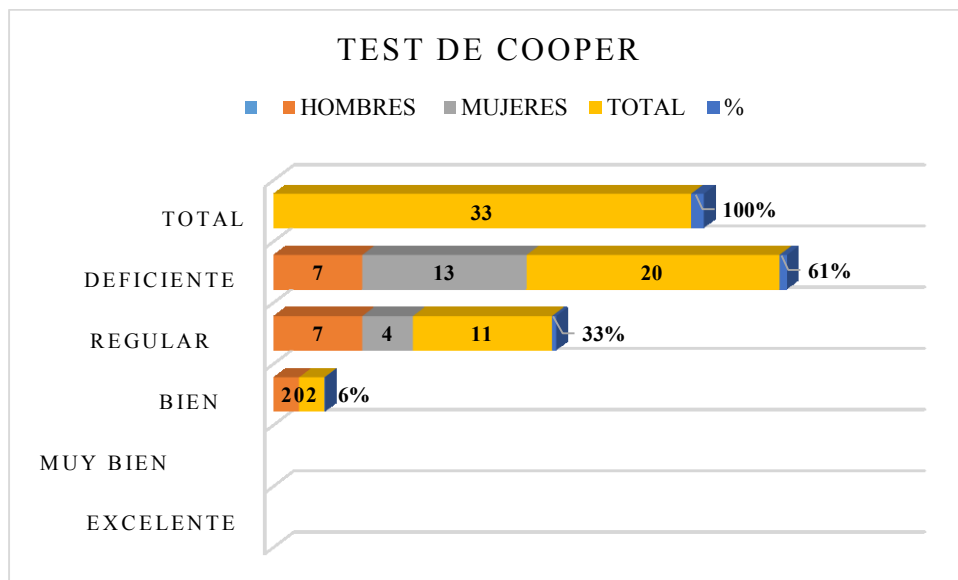 TEST DE COOPER
HOMBRES MUJERES TOTAL %
TOTAL 33 100%
DEFICIENTE 7 13 20 61%
REGULAR 7 4 11 33%
BIEN 2 0 2 6%
MUY BIEN
EXCELENTE